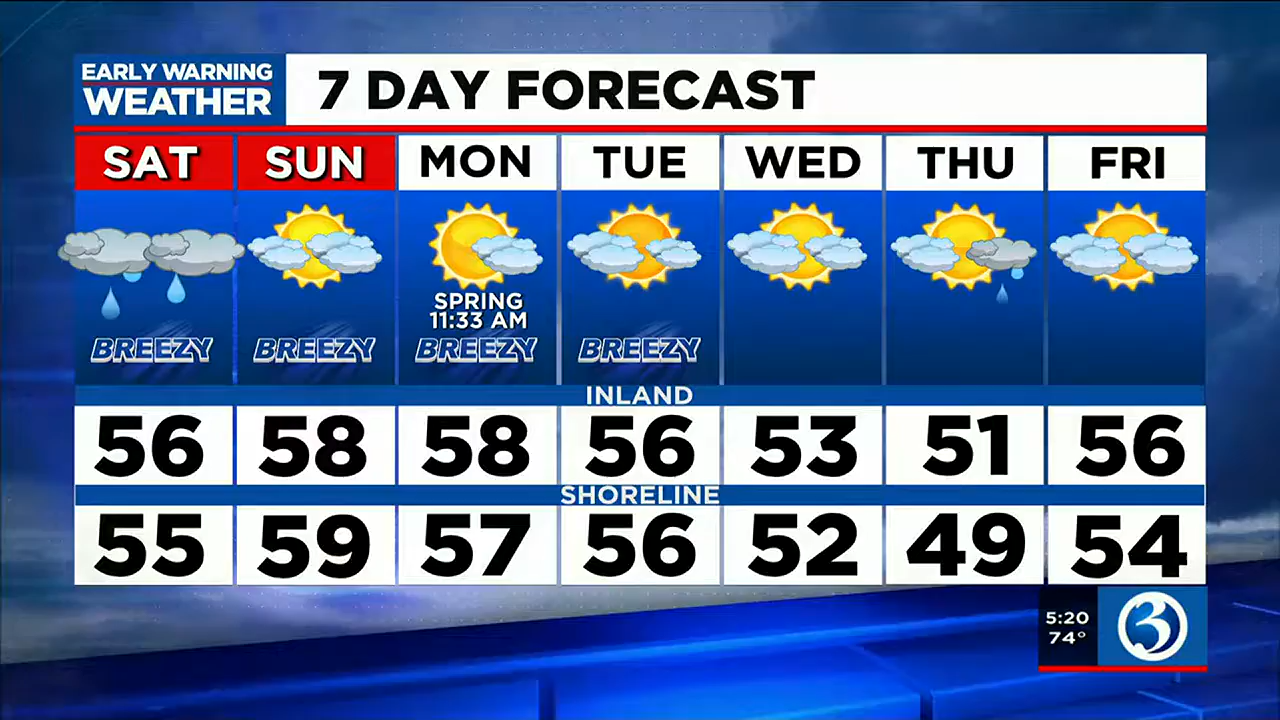 EARLY WARNING
WEATHER
7 DAY FORECAST
SAT SUN MON TUE WED THU FRI
SPRING
11:33 AM
BREEZY BREEZY BREEZY BREEZY
INLAND
56 58 58 56 53 51 56
SHORELINE
55 59 57 56 52 49 54
5:20
74°
3